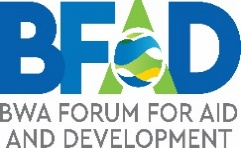 BFAD
BWA FORUM FOR AID
AND DEVELOPMENT